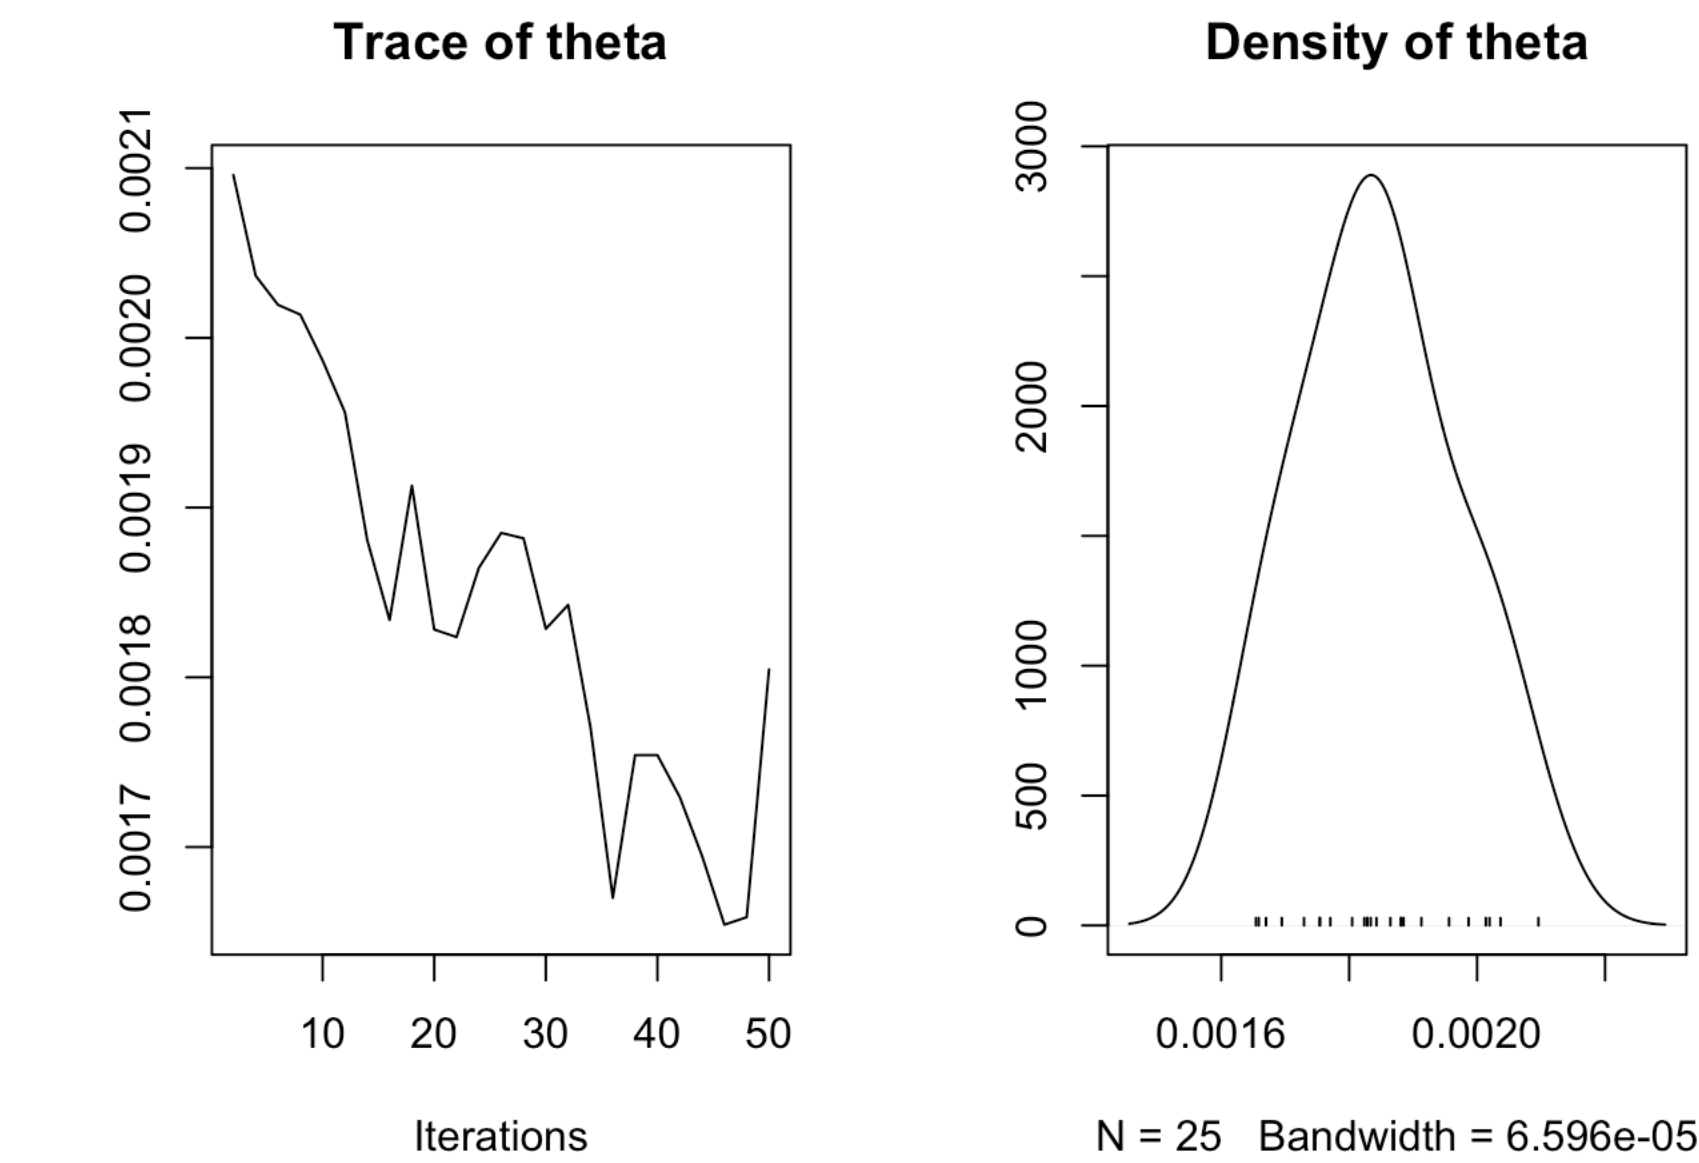 Trace of theta
0.0021
0.0020
0.0019
0.0018
0.0017
10 20 30 40 50
Iterations
Density of theta
3000
2000
1000
500
0
0.0016 0.0020
N = 25 Bandwidth = 6.596e-05